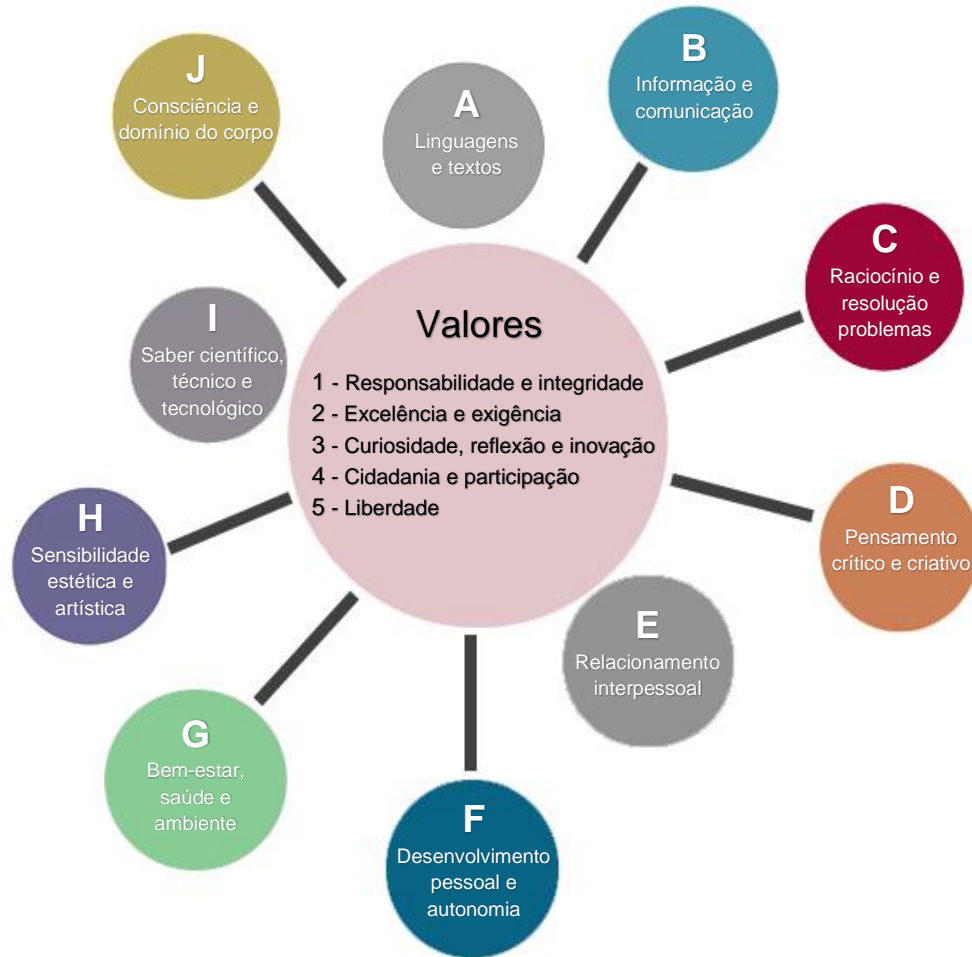 J
Consciência e
domínio do corpo
A
Linguagens
e textos
B
Informação e
comunicação
C
Raciocínio e
resolução
problemas
I
Saber científico,
técnico e
tecnológico
Valores
1 - Responsabilidade e integridade
2 - Excelência e exigência
3 - Curiosidade, reflexão e inovação
4 - Cidadania e participação
5 - Liberdade
D
Pensamento
crítico e criativo
H
Sensibilidade
estética e
artística
E
Relacionamento
interpessoal
G
Bem-estar,
saúde e
ambiente
F
Desenvolvimento
pessoal e
autonomia